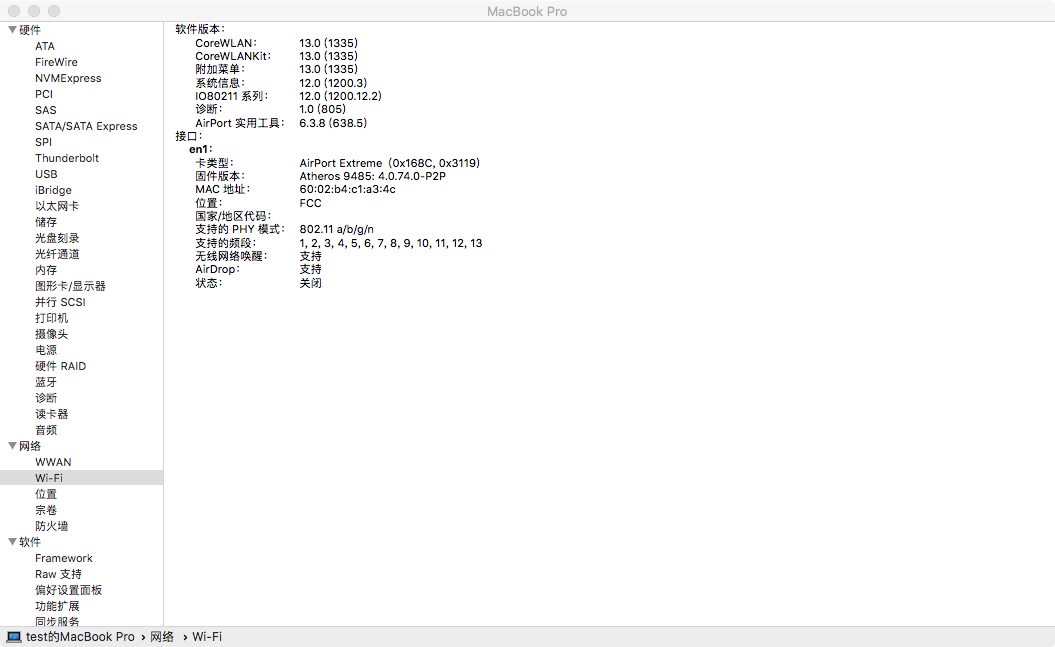 MacBook Pro
硬件
ATA
FireWire
NVMExpress
PCI
SAS
SATA/SATA Express
SPI
Thunderbolt
USB
iBridge
以太网卡
储存
光盘刻录
光纤通道
内存
图形卡/显示器
并行 SCSI
打印机
摄像头
电源
硬件 RAID
蓝牙
诊断
读卡器
音频
网络
WWAN
Wi-Fi
位置
宗卷
防火墙
软件
Framework
Raw 支持
偏好设置面板
功能扩展
同步服务
软件版本：
CoreWLAN： 13.0 (1335)
CoreWLANKit： 13.0 (1335)
附加菜单： 13.0 (1335)
系统信息： 12.0 (1200.3)
IO80211 系列： 12.0 (1200.12.2)
诊断： 1.0 (805)
AirPort 实用工具： 6.3.8 (638.5)
接口：
en1：
卡类型： AirPort Extreme（0x168C, 0x3119）
固件版本： Atheros 9485: 4.0.74.0-P2P
MAC 地址： 60:02:b4:c1:a3:4c
位置： FCC
国家/地区代码：
支持的 PHY 模式： 802.11 a/b/g/n
支持的频段： 1, 2, 3, 4, 5, 6, 7, 8, 9, 10, 11, 12, 13
无线网络唤醒： 支持
AirDrop： 支持
状态： 关闭
test的MacBook Pro › 网络 › Wi-Fi